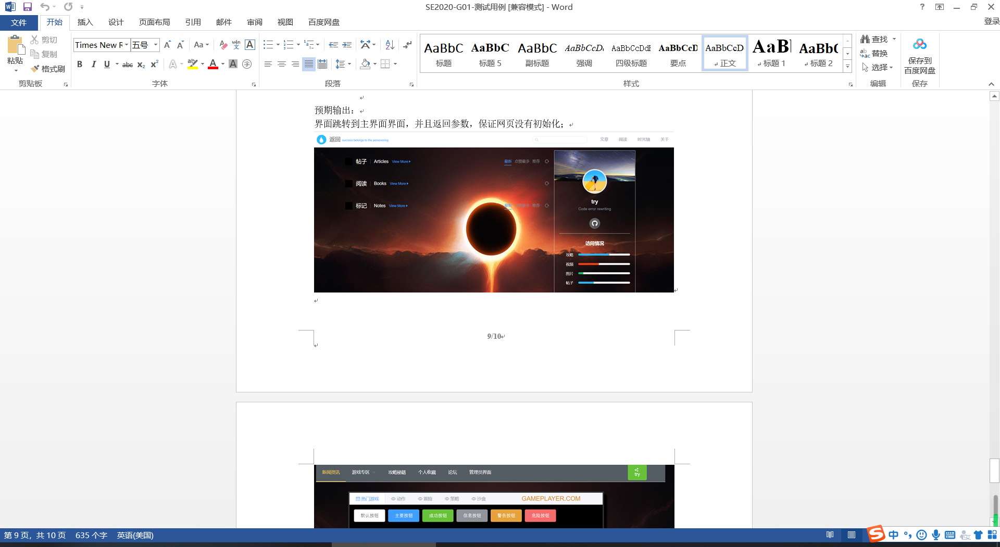 SE2020-G01-测试用例 [兼容模式] - Word
登录
文件 开始 插入 设计 页面布局 引用 邮件 审阅 视图 百度网盘
粘贴 剪切 复制 格式刷
剪贴板
Times New R 五号
字体
段落
AaBbC AaBbC AaBbC AaBbCcD AaBbCcDdE AaBbCcD AaBbCcD AaBl AaBb(
标题 标题 5 副标题 强调 四级标题 要点 正文 标题 1 标题 2
样式
查找
替换
选择
编辑
保存到
百度网盘
保存
预期输出：
界面跳转到主界面界面，并且返回参数，保证网页没有初始化；
返回 success belongs to the persevering 文章 阅读 时光轴 关于
帖子 Articles View More 最新 点赞最多 推荐
阅读 Books View More
标记 Notes View More 推荐
try
Code error rewriting
访问情况
攻略
视频
图片
帖子
9/10
新闻资讯 游戏专区 攻略秘籍 个人收藏 论坛 管理员界面 try
热门游戏 动作 冒险 策略 沙盒 GAMEPLAYER.COM
默认按钮 主要按钮 成功按钮 信息按钮 警告按钮 危险按钮
第 9 页，共 10 页 635 个字 英语(美国)
中